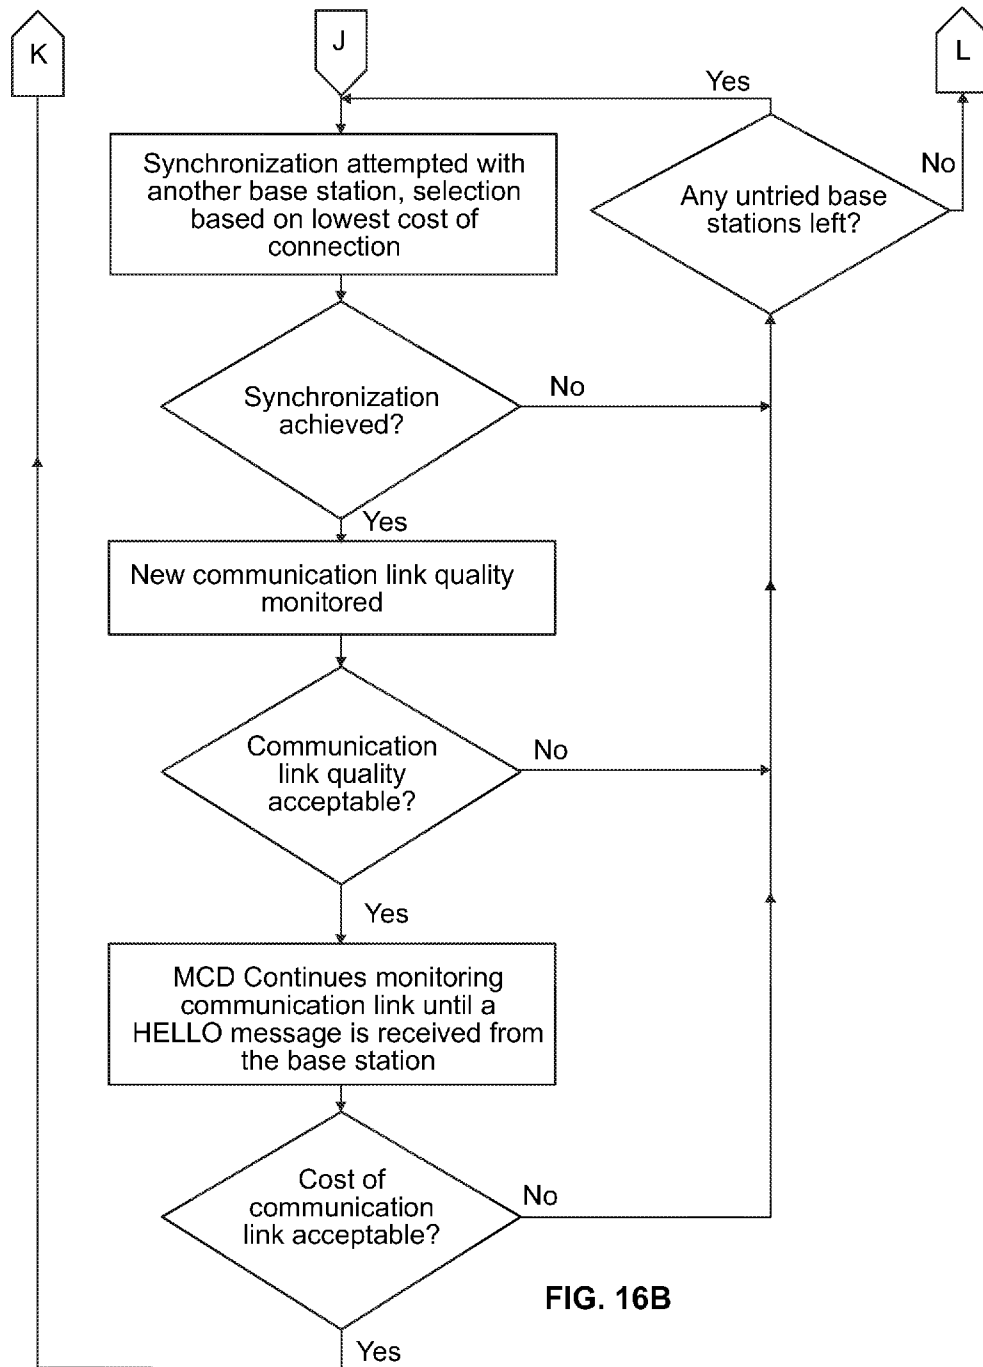 K
J
L
Yes
Synchronization attempted with
another base station, selection
based on lowest cost of
connection
Any untried base
stations left?
No
Synchronization
achieved?
No
Yes
New communication link quality
monitored
Communication
link quality
acceptable?
No
Yes
MCD Continues monitoring
communication link until a
HELLO message is received from
the base station
Cost of
communication
link acceptable?
No
Yes
FIG. 16B